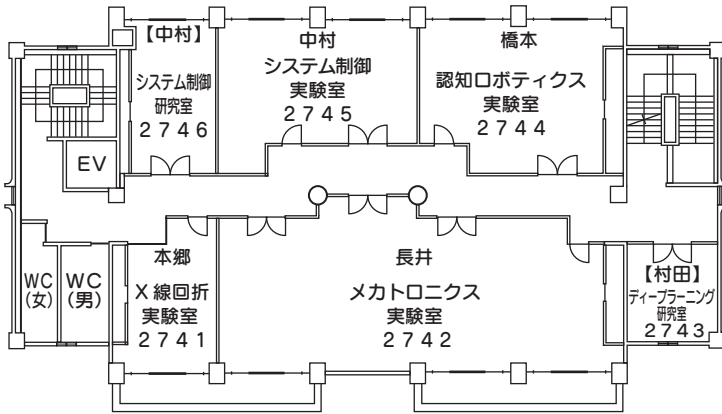 【中村】
システム制御
研究室
2746
中村
システム制御
実験室
2745
橋本
認知ロボティクス
実験室
2744
EV
WC
(女)
WC
(男)
本郷
X線回折
実験室
2741
長井
メカトロニクス
実験室
2742
【村田】
ディープラーニング
研究室
2743